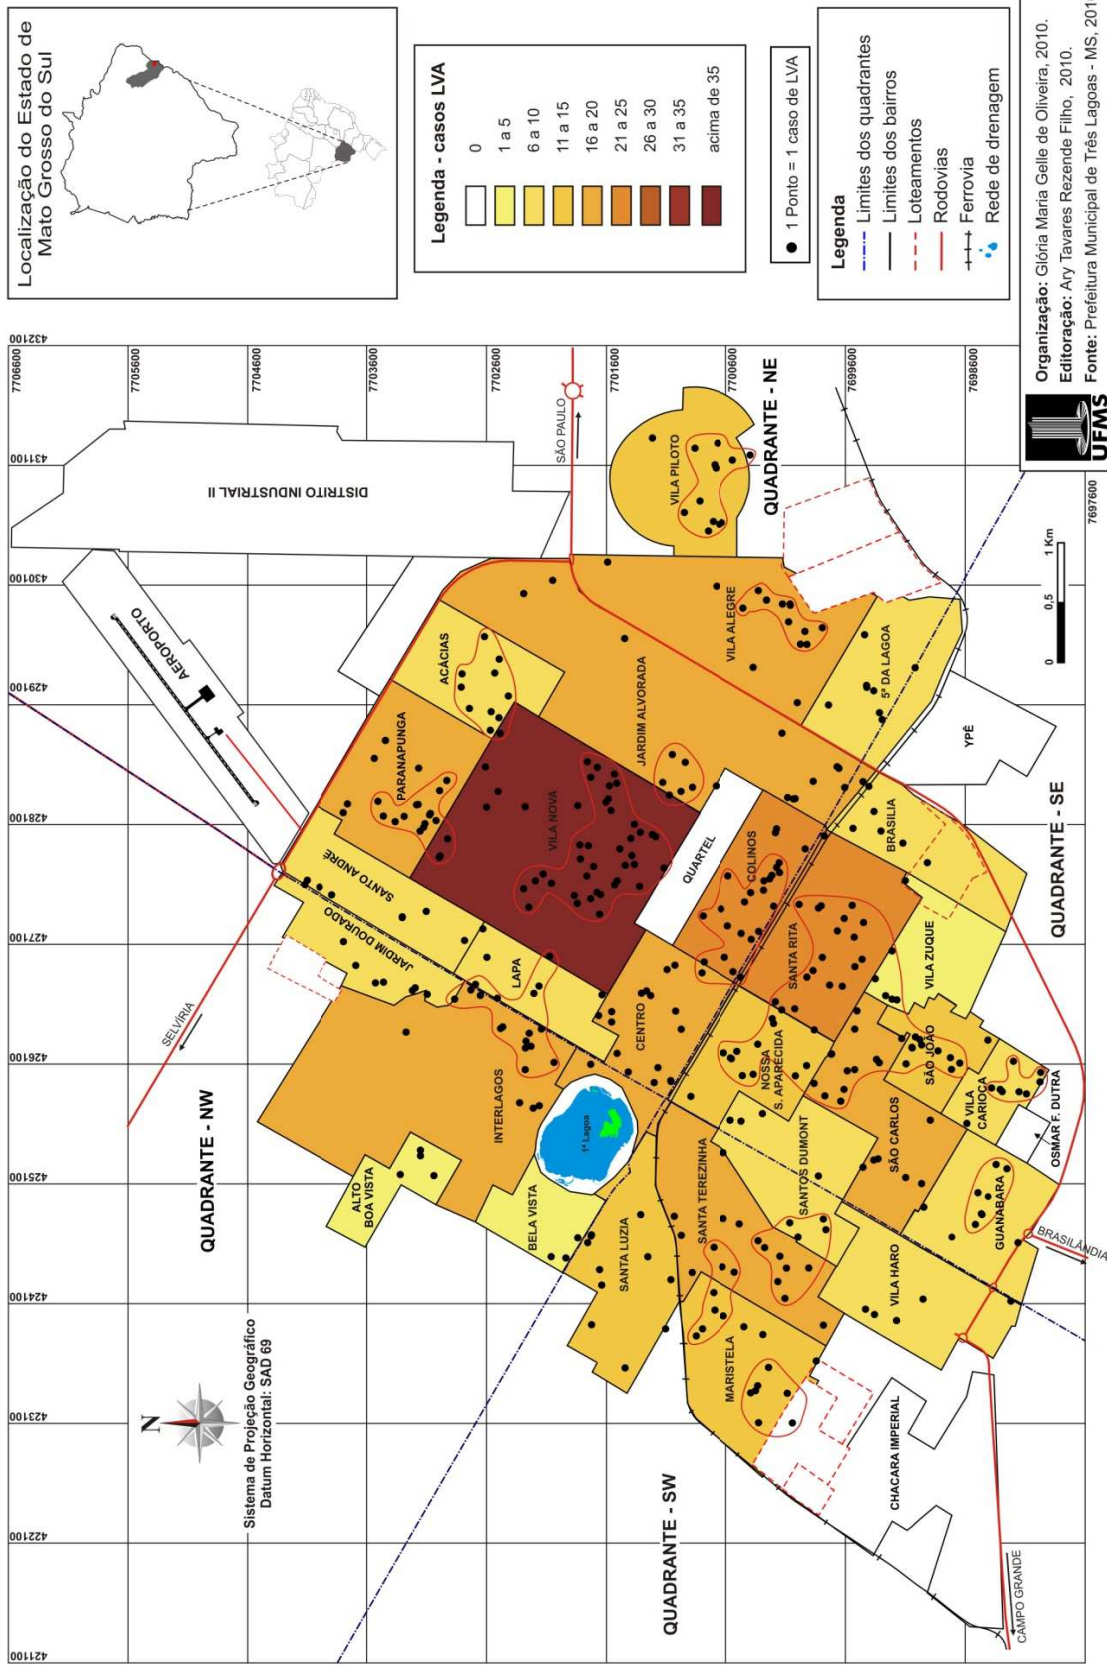 Localização do Estado de
Mato Grosso do Sul
Legenda - casos LVA
0
1 a 5
6 a 10
11 a 15
16 a 20
21 a 25
26 a 30
31 a 35
acima de 35
1 Ponto = 1 caso de LVA
Legenda
Limites dos quadrantes
Limites dos bairros
Loteamentos
Rodovias
Ferrovia
Rede de drenagem
Organização: Glória Maria Gelle de Oliveira, 2010.
Editoração: Ary Tavares Rezende Filho, 2010.
Fonte: Prefeitura Municipal de Três Lagoas - MS, 201
UFMS
421100
422100
423100
424100
425100
426100
427100
428100
429100
430100
431100
432100
7706600
7705600
7704600
7703600
7702600
7701600
7700600
7699600
7698600
7697600
N
Sistema de Projeção Geográfico
Datum Horizontal: SAD 69
QUADRANTE - NW
QUADRANTE - NE
QUADRANTE - SW
QUADRANTE - SE
SELVÍRIA
SÃO PAULO
BRASILÂNDIA
CAMPO GRANDE
AEROPORTO
DISTRITO INDUSTRIAL II
JARDIM DOURADO
SANTO ANDRÉ
PARANAPUNGA
ACÁCIAS
ALTO
BOA VISTA
INTERLAGOS
LAPA
VILA NOVA
BELA VISTA
1ª Lagoa
SANTA LUZIA
CENTRO
QUARTEL
JARDIM ALVORADA
VILA PILOTO
VILA ALEGRE
COLINOS
SANTA TEREZINHA
MARISTELA
NOSSA
S. APARECIDA
SANTA RITA
SANTOS DUMONT
SÃO CARLOS
SÃO JOÃO
VILA ZUQUE
BRASILIA
5ª DA LAGOA
YPÊ
VILA HARO
GUANABARA
VILA
CARIOCA
OSMAR F. DUTRA
CHACARA IMPERIAL
0
0,5
1 Km